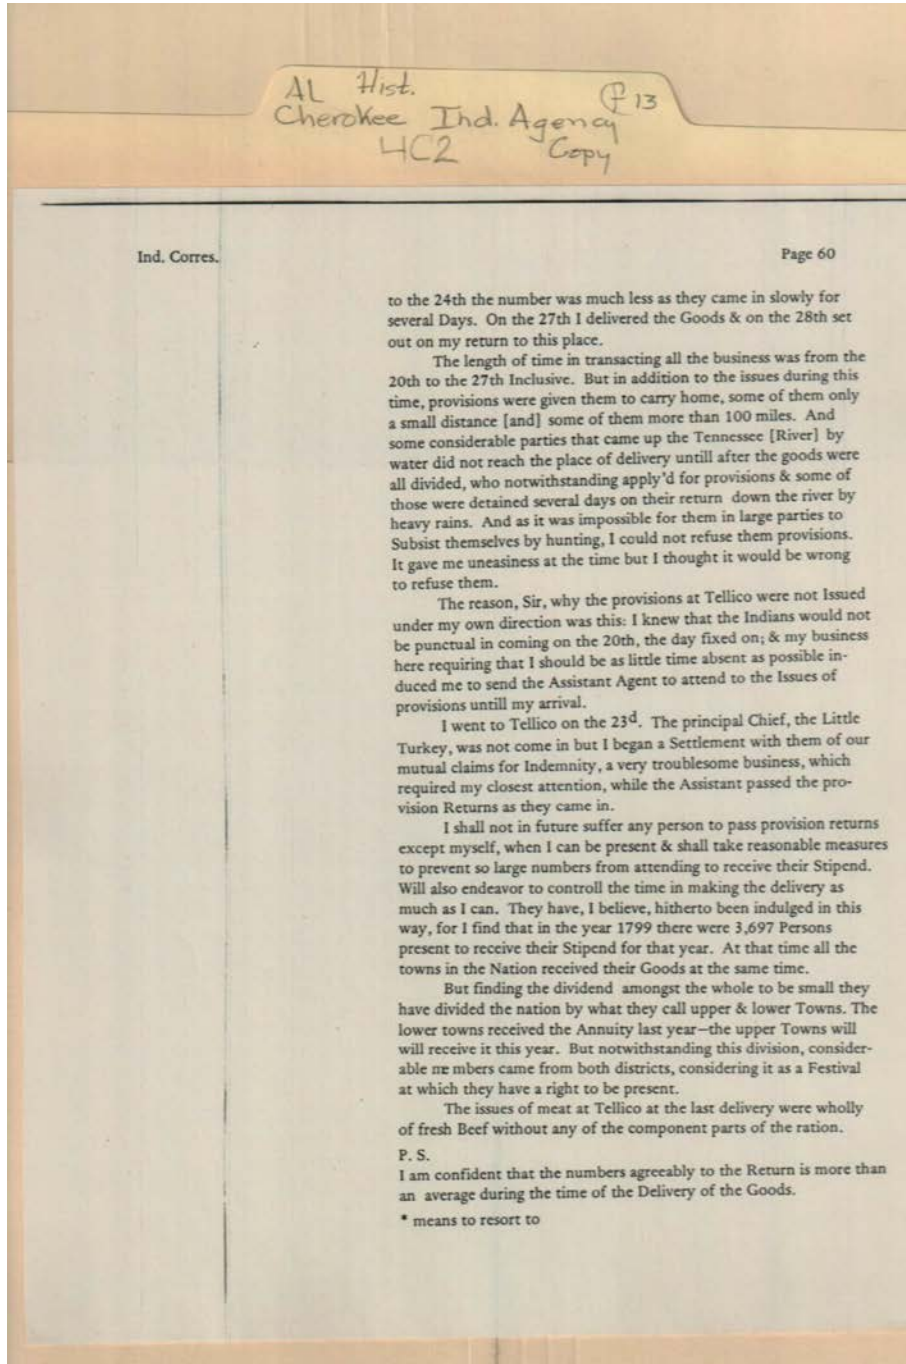 AL Hist.
Cherokee Ind. Agency (F 13
4C2 Copy
Ind. Corres.
Page 60
to the 24th the number was much less as they came in slowly for
several Days. On the 27th I delivered the Goods & on the 28th set
out on my return to this place.
The length of time in transacting all the business was from the
20th to the 27th Inclusive. But in addition to the issues during this
time, provisions were given them to carry home, some of them only
a small distance [and] some of them more than 100 miles. And
some considerable parties that came up the Tennessee [River] by
water did not reach the place of delivery untill after the goods were
all divided, who notwithstanding apply'd for provisions & some of
those were detained several days on their return down the river by
heavy rains. And as it was impossible for them in large parties to
Subsist themselves by hunting, I could not refuse them provisions.
It gave me uneasiness at the time but I thought it would be wrong
to refuse them.
The reason, Sir, why the provisions at Tellico were not Issued
under my own direction was this: I knew that the Indians would not
be punctual in coming on the 20th, the day fixed on; & my business
here requiring that I should be as little time absent as possible in-
duced me to send the Assistant Agent to attend to the Issues of
provisions untill my arrival.
I went to Tellico on the 23d. The principal Chief, the Little
Turkey, was not come in but I began a Settlement with them of our
mutual claims for Indemnity, a very troublesome business, which
required my closest attention, while the Assistant passed the pro-
vision Returns as they came in.
I shall not in future suffer any person to pass provision returns
except myself, when I can be present & shall take reasonable measures
to prevent so large numbers from attending to receive their Stipend.
Will also endeavor to controll the time in making the delivery as
much as I can. They have, I believe, hitherto been indulged in this
way, for I find that in the year 1799 there were 3,697 Persons
present to receive their Stipend for that year. At that time all the
towns in the Nation received their Goods at the same time.
But finding the dividend amongst the whole to be small they
have divided the nation by what they call upper & lower Towns. The
lower towns received the Annuity last year—the upper Towns will
will receive it this year. But notwithstanding this division, consider-
able members came from both districts, considering it as a Festival
at which they have a right to be present.
The issues of meat at Tellico at the last delivery were wholly
of fresh Beef without any of the component parts of the ration.
P. S.
I am confident that the numbers agreeably to the Return is more than
an average during the time of the Delivery of the Goods.
* means to resort to